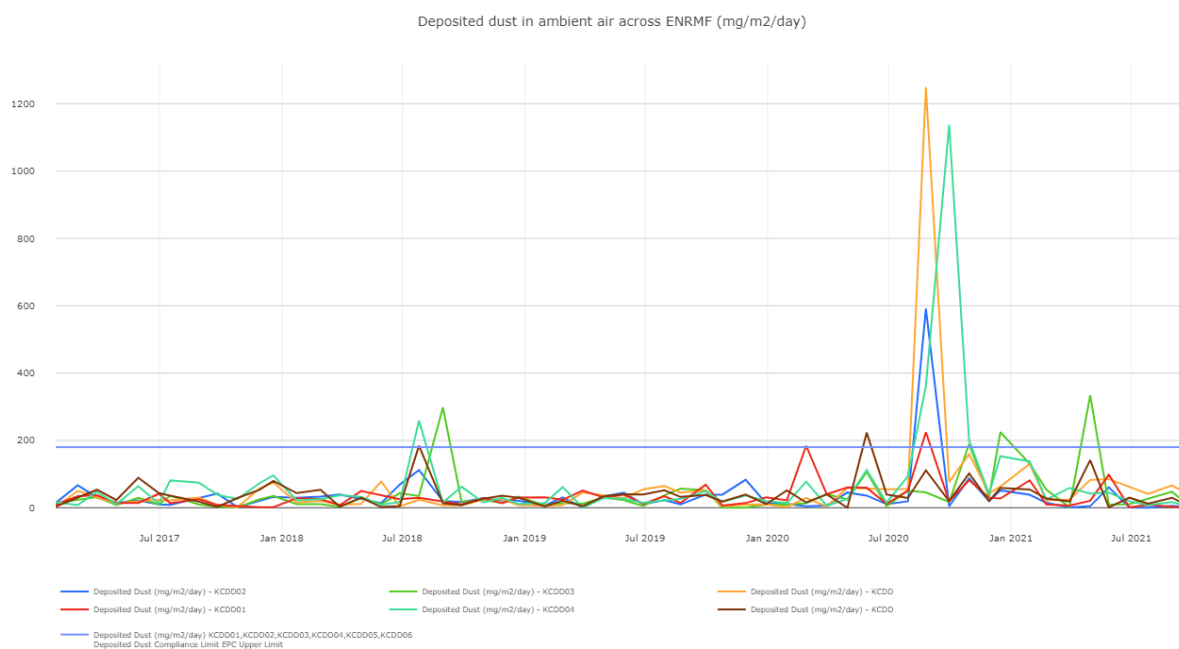 Deposited dust in ambient air across ENRMF (mg/m2/day)
1200
1000
800
600
400
200
0
Jul 2017 Jan 2018 Jul 2018 Jan 2019 Jul 2019 Jan 2020 Jul 2020 Jan 2021 Jul 2021
Deposited Dust (mg/m2/day) - KCDD02 Deposited Dust (mg/m2/day) - KCDD03 Deposited Dust (mg/m2/day) - KCDD
Deposited Dust (mg/m2/day) - KCDD01 Deposited Dust (mg/m2/day) - KCDD04 Deposited Dust (mg/m2/day) - KCDD
Deposited Dust (mg/m2/day) KCDD01,KCDD02,KCDD03,KCDD04,KCDD05,KCDD06
Deposited Dust Compliance Limit EPC Upper Limit